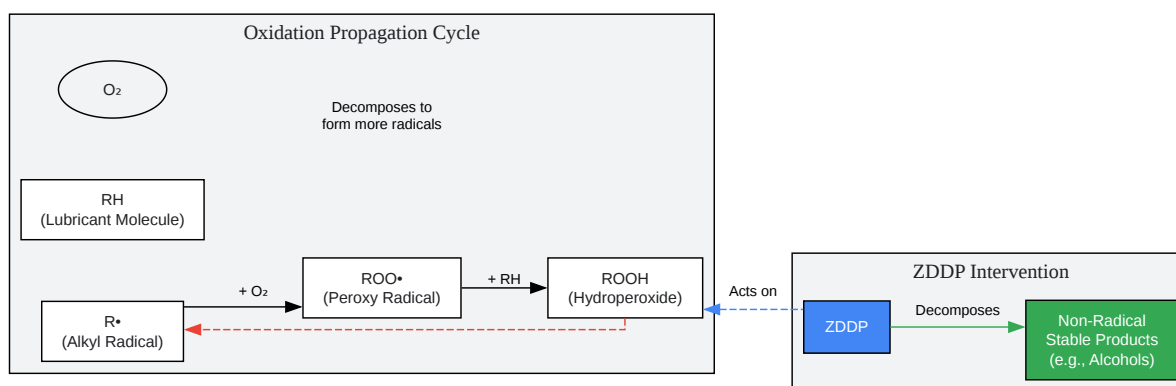 Oxidation Propagation Cycle
O₂
Decomposes to
form more radicals
RH
(Lubricant Molecule)
R•
(Alkyl Radical)
+ O₂
ROO•
(Peroxy Radical)
+ RH
ROOH
(Hydroperoxide)
Acts on
ZDDP Intervention
ZDDP
Decomposes
Non-Radical
Stable Products
(e.g., Alcohols)